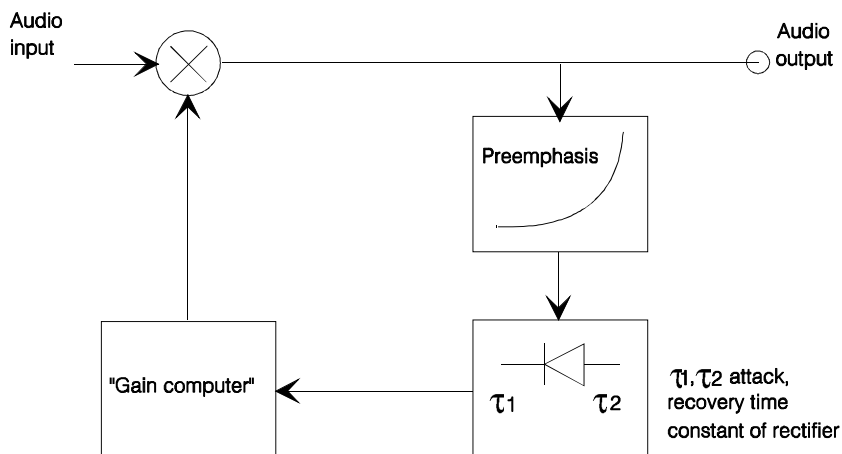 Audio
input
Audio
output
Preemphasis
"Gain computer"
τ1
τ2
τ1,τ2 attack,
recovery time
constant of rectifier